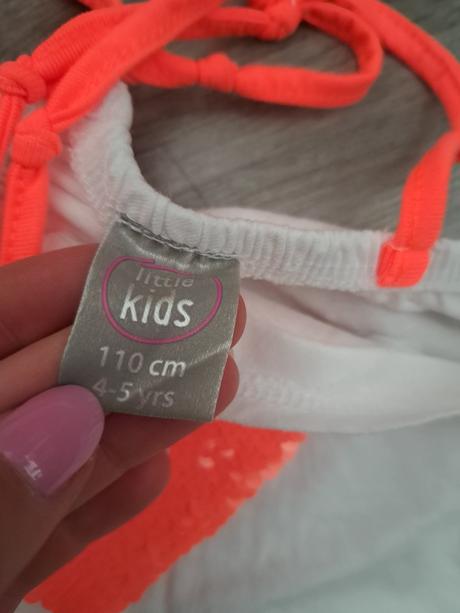 little
kids
110 cm
4-5 yrs